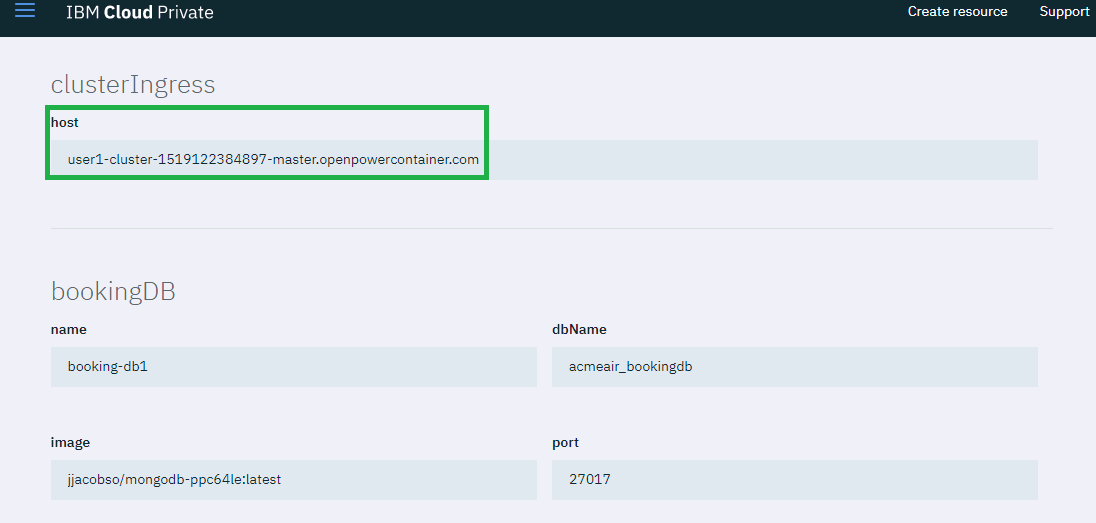 IBM Cloud Private Create resource Support
clusterIngress
host
user1-cluster-1519122384897-master.openpowercontainer.com
bookingDB
name dbName
booking-db1 acmeair_bookingdb
image port
jjacobso/mongodb-ppc64le:latest 27017